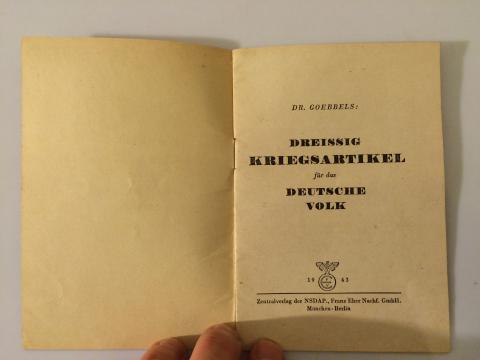 DR. GOEBBELS:
DREISSIG
KRIEGSARTIKEL
für das
DEUTSCHE
VOLK
19 43
Zentralverlag der NSDAP., Franz Eher Nachf. GmbH.
München-Berlin